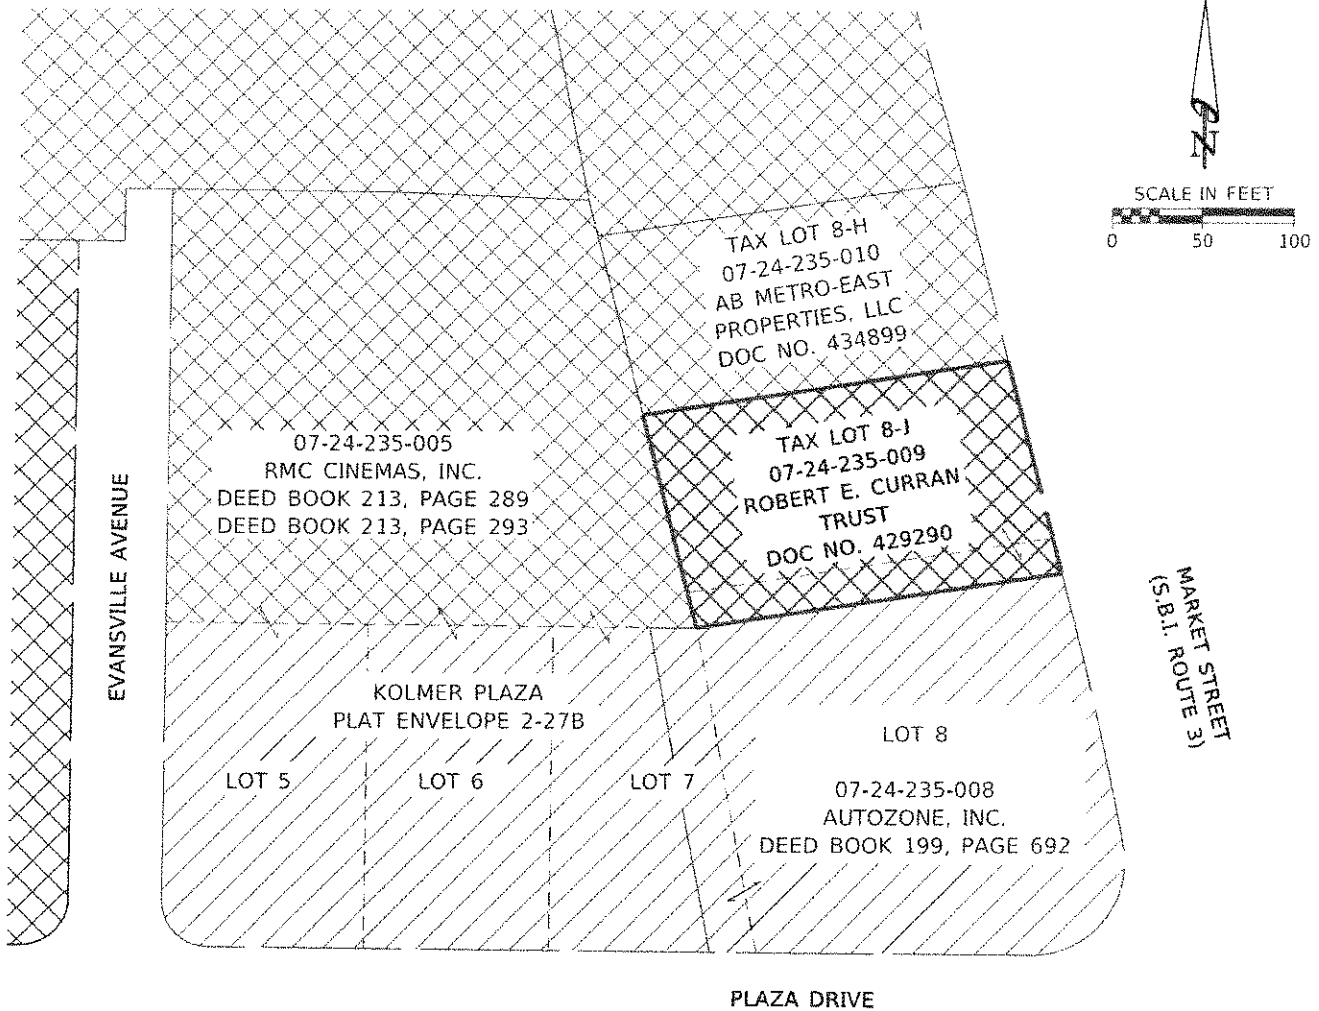 N
SCALE IN FEET
0 50 100
TAX LOT 8-H
07-24-235-010
AB METRO-EAST
PROPERTIES, LLC
DOC NO. 434899
TAX LOT 8-J
07-24-235-009
ROBERT E. CURRAN
TRUST
DOC NO. 429290
07-24-235-005
RMC CINEMAS, INC.
DEED BOOK 213, PAGE 289
DEED BOOK 213, PAGE 293
EVANSVILLE AVENUE
MARKET STREET
(S.B.I. ROUTE 3)
KOLMER PLAZA
PLAT ENVELOPE 2-27B
LOT 5
LOT 6
LOT 7
LOT 8
07-24-235-008
AUTOZONE, INC.
DEED BOOK 199, PAGE 692
PLAZA DRIVE